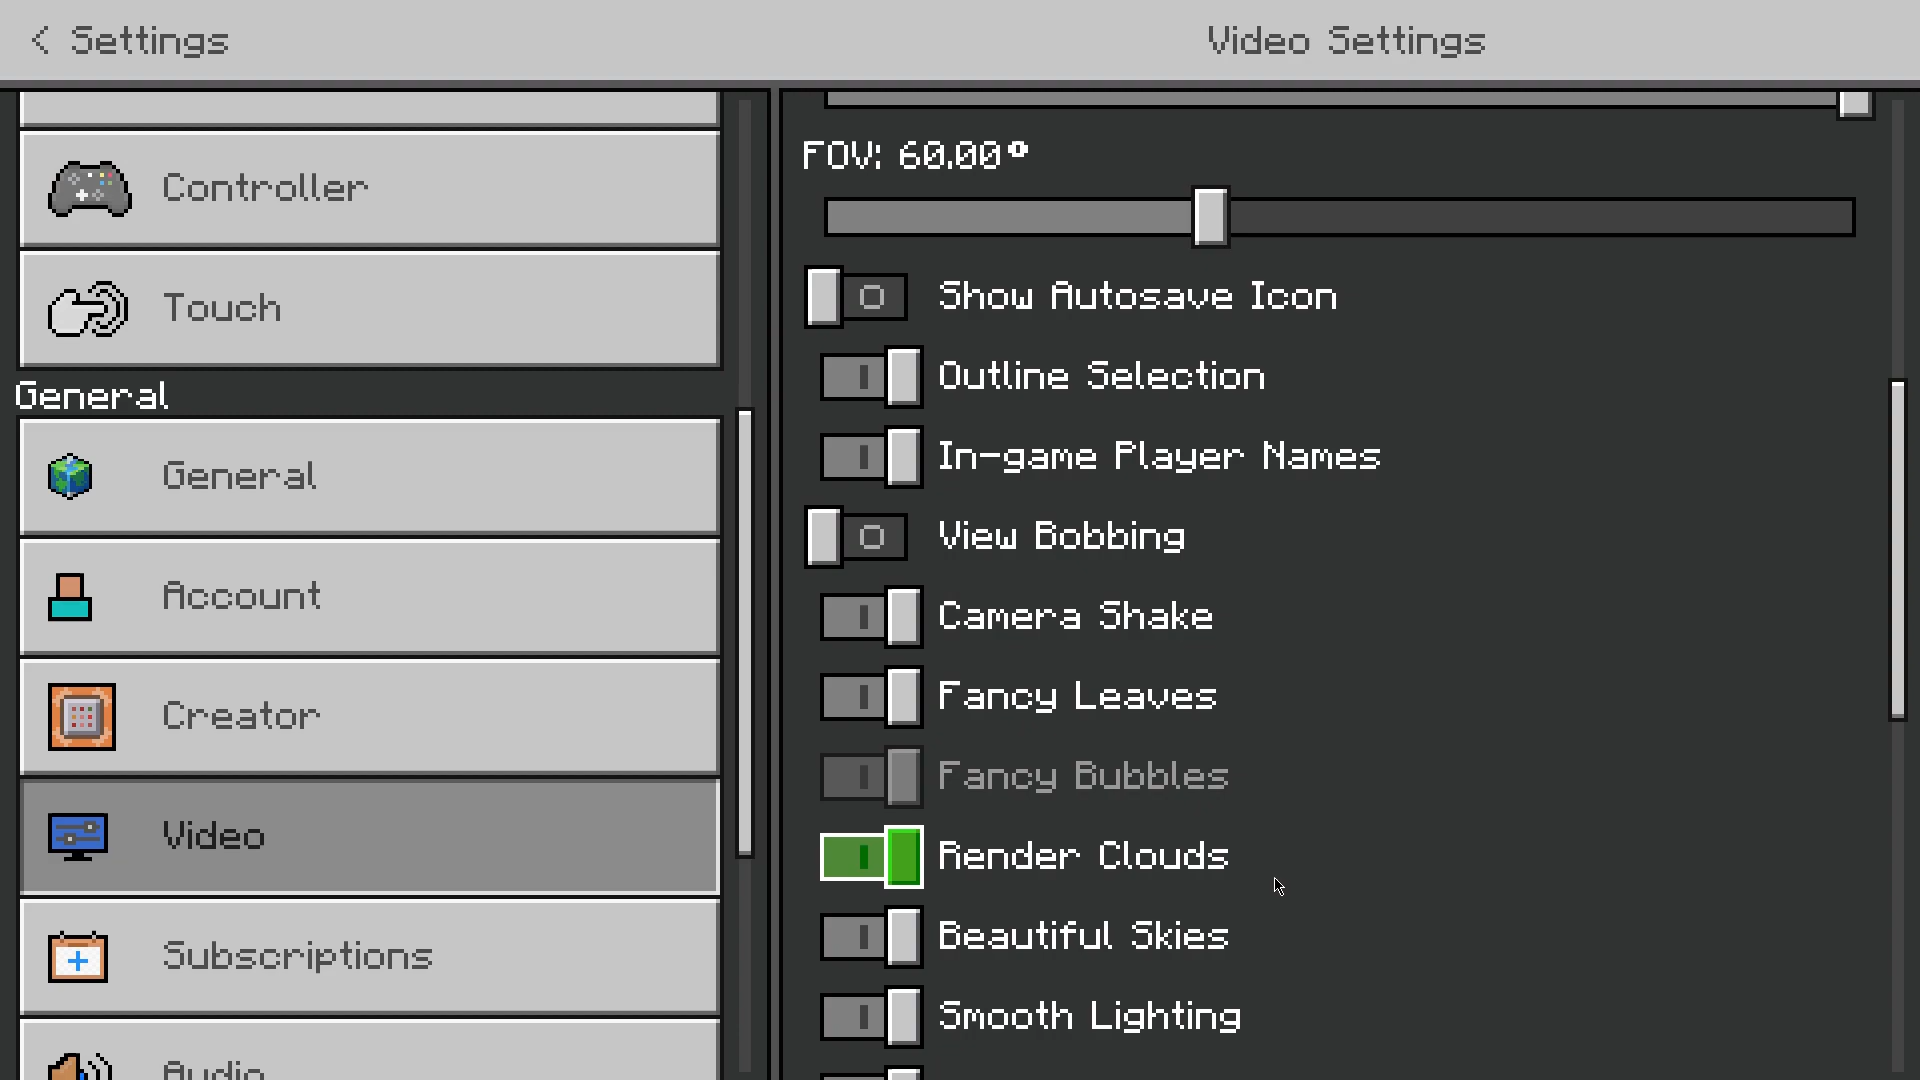 Settings
Video Settings
Controller
Touch
General
General
Account
Creator
Video
Subscriptions
Audio
FOV: 60.00°
Show Autosave Icon
Outline Selection
In-game Player Names
View Bobbing
Camera Shake
Fancy Leaves
Fancy Bubbles
Render Clouds
Beautiful Skies
Smooth Lighting